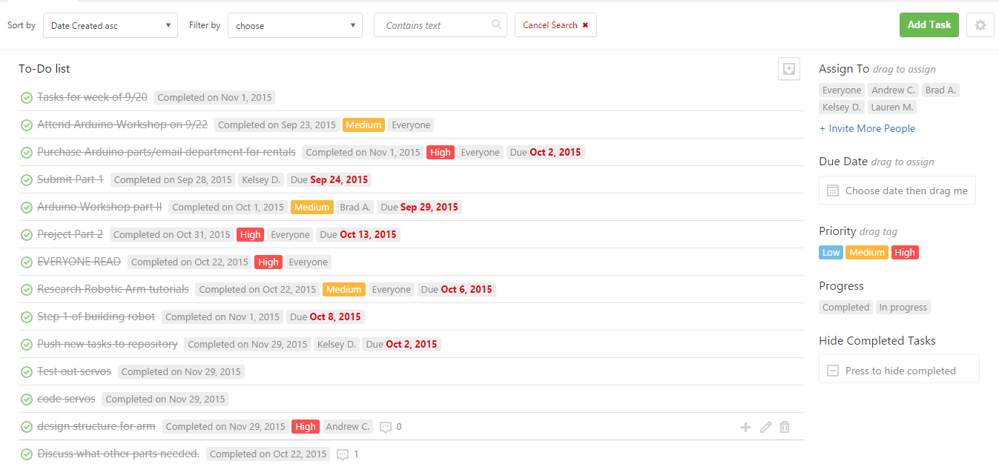 Sort by Date Created asc Filter by choose Contains text Cancel Search ✖ Add Task
To-Do list
Tasks for week of 9/20 Completed on Nov 1, 2015
Attend Arduino Workshop on 9/22 Completed on Sep 23, 2015 Medium Everyone
Purchase Arduino parts/email department for rentals Completed on Nov 1, 2015 High Everyone Due Oct 2, 2015
Submit Part 1 Completed on Sep 28, 2015 Kelsey D. Due Sep 24, 2015
Arduino Workshop part II Completed on Oct 1, 2015 Medium Brad A. Due Sep 29, 2015
Project Part 2 Completed on Oct 31, 2015 High Everyone Due Oct 13, 2015
EVERYONE READ Completed on Oct 22, 2015 High Everyone
Research Robotic Arm tutorials Completed on Oct 22, 2015 Medium Everyone Due Oct 6, 2015
Step 1 of building robot Completed on Nov 1, 2015 Due Oct 8, 2015
Push new tasks to repository Completed on Nov 29, 2015 Kelsey D. Due Oct 2, 2015
Test out servos Completed on Nov 29, 2015
code servos Completed on Nov 29, 2015
design structure for arm Completed on Nov 29, 2015 High Andrew C. 0
Discuss what other parts needed. Completed on Oct 22, 2015 1
Assign To drag to assign
Everyone Andrew C. Brad A.
Kelsey D. Lauren M.
+ Invite More People
Due Date drag to assign
Choose date then drag me
Priority drag tag
Low Medium High
Progress
Completed In progress
Hide Completed Tasks
Press to hide completed